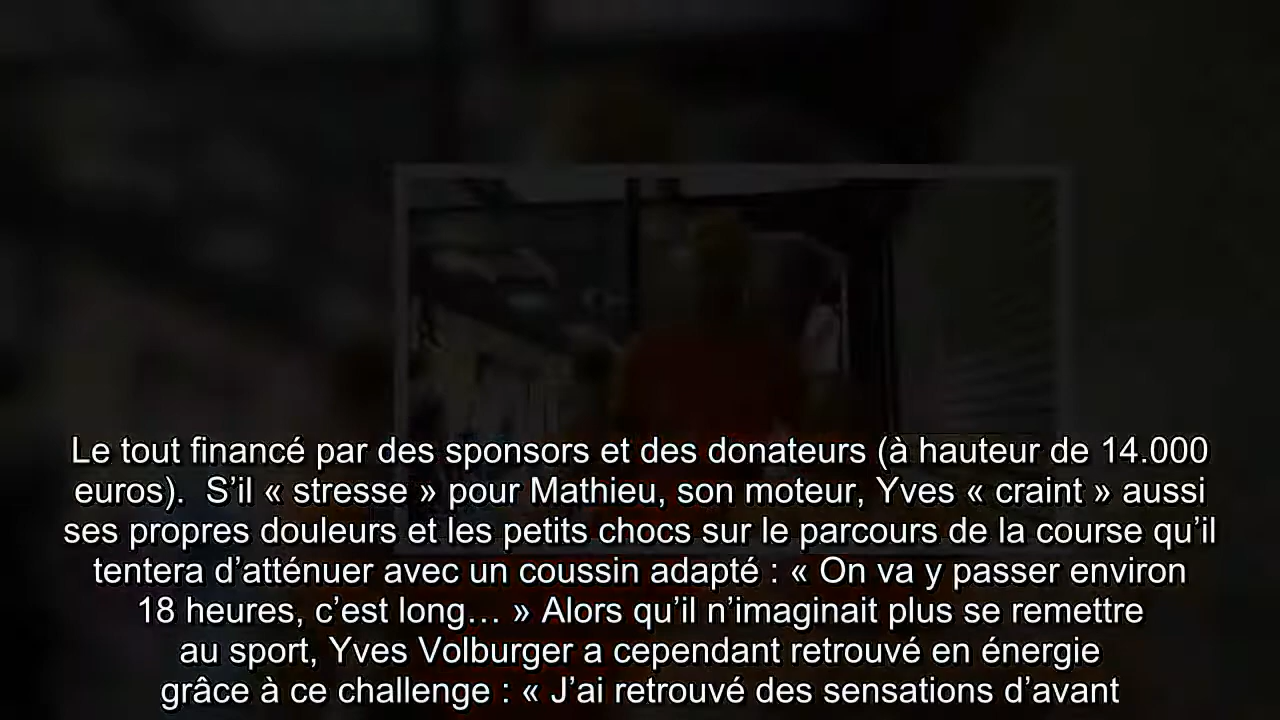 Le tout financé par des sponsors et des donateurs (à hauteur de 14.000
euros).  S’il « stresse » pour Mathieu, son moteur, Yves « craint » aussi
ses propres douleurs et les petits chocs sur le parcours de la course qu’il
tentera d’atténuer avec un coussin adapté : « On va y passer environ
18 heures, c’est long… » Alors qu’il n’imaginait plus se remettre
au sport, Yves Volburger a cependant retrouvé en énergie
grâce à ce challenge : « J’ai retrouvé des sensations d’avant